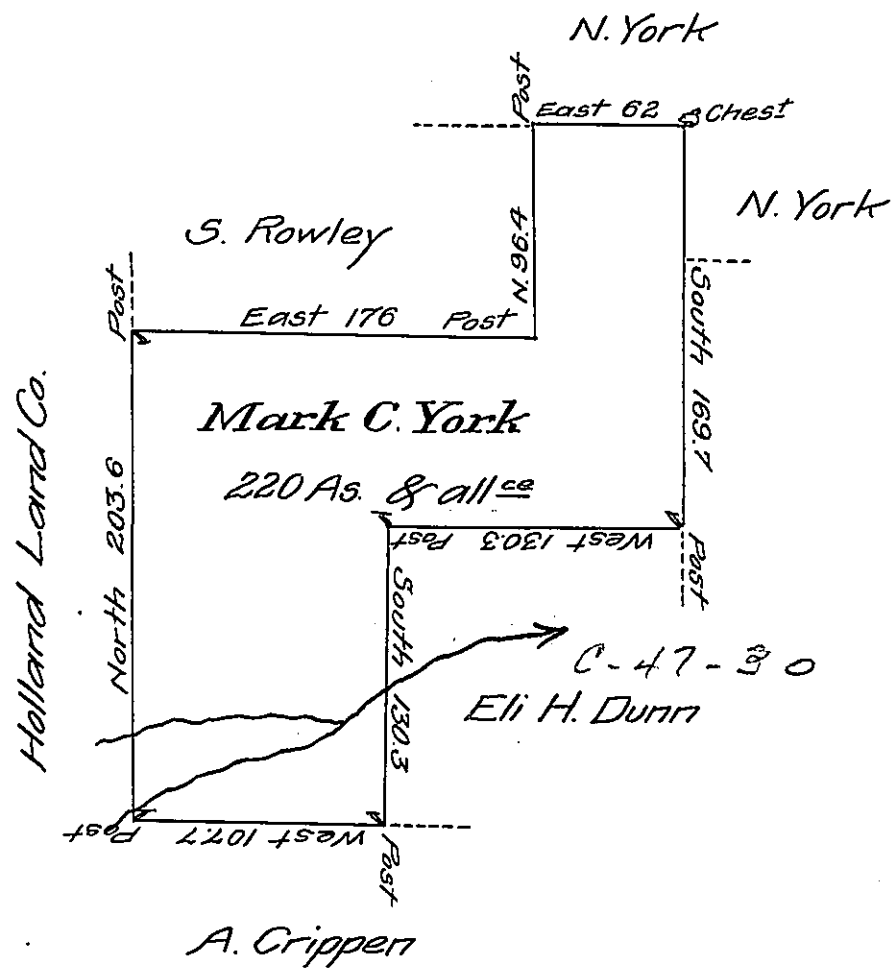 N. York
Post
East 62
Chest
N. York
S. Rowley
N. 96.4
Post
East 176
Post
South 169.7
Holland Land Co.
Mark C. York
220 As. & all ce
North 203.6
West 130.3
Post
Post
South 130.3
C-47-30
Eli H. Dunn
Post
West 107.7
Post
A. Crippen